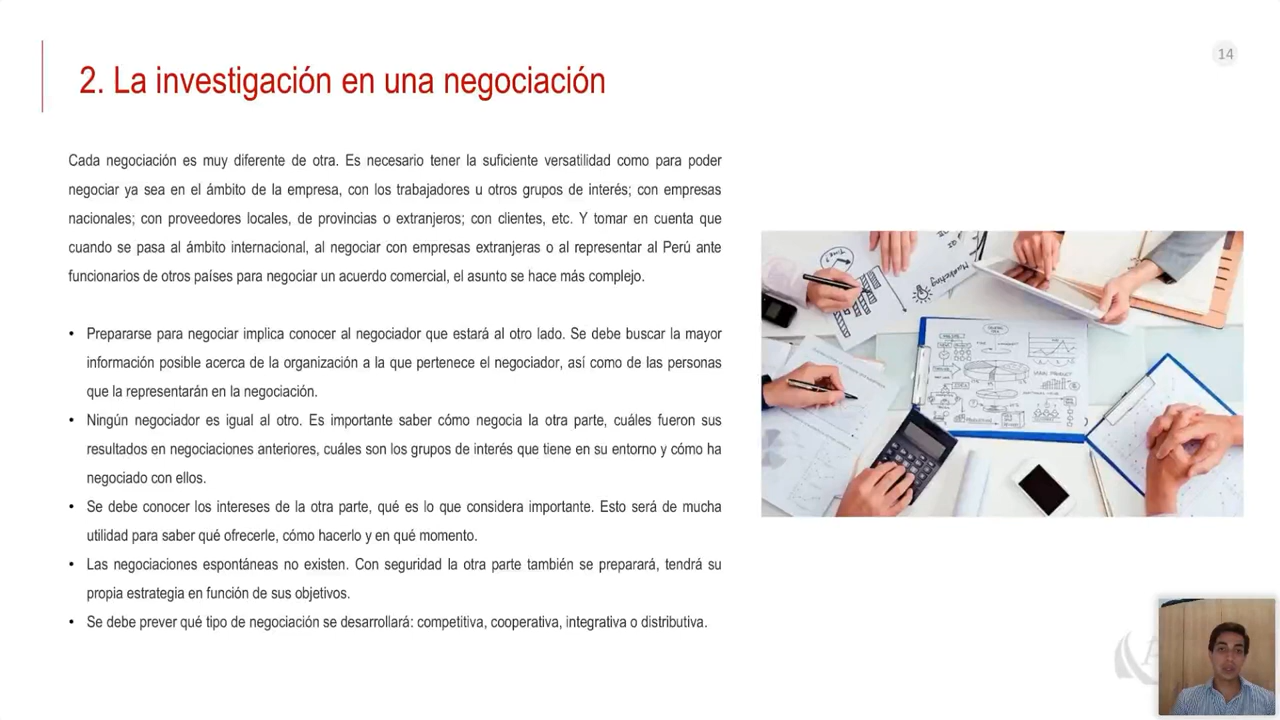 14
2. La investigación en una negociación
Cada negociación es muy diferente de otra. Es necesario tener la suficiente versatilidad como para poder
negociar ya sea en el ámbito de la empresa, con los trabajadores u otros grupos de interés; con empresas
nacionales; con proveedores locales, de provincias o extranjeros; con clientes, etc. Y tomar en cuenta que
cuando se pasa al ámbito internacional, al negociar con empresas extranjeras o al representar al Perú ante
funcionarios de otros países para negociar un acuerdo comercial, el asunto se hace más complejo.
• Prepararse para negociar implica conocer al negociador que estará al otro lado. Se debe buscar la mayor
información posible acerca de la organización a la que pertenece el negociador, así como de las personas
que la representarán en la negociación.
• Ningún negociador es igual al otro. Es importante saber cómo negocia la otra parte, cuáles fueron sus
resultados en negociaciones anteriores, cuáles son los grupos de interés que tiene en su entorno y cómo ha
negociado con ellos.
• Se debe conocer los intereses de la otra parte, qué es lo que considera importante. Esto será de mucha
utilidad para saber qué ofrecerle, cómo hacerlo y en qué momento.
• Las negociaciones espontáneas no existen. Con seguridad la otra parte también se preparará, tendrá su
propia estrategia en función de sus objetivos.
• Se debe prever qué tipo de negociación se desarrollará: competitiva, cooperativa, integrativa o distributiva.
Marketing